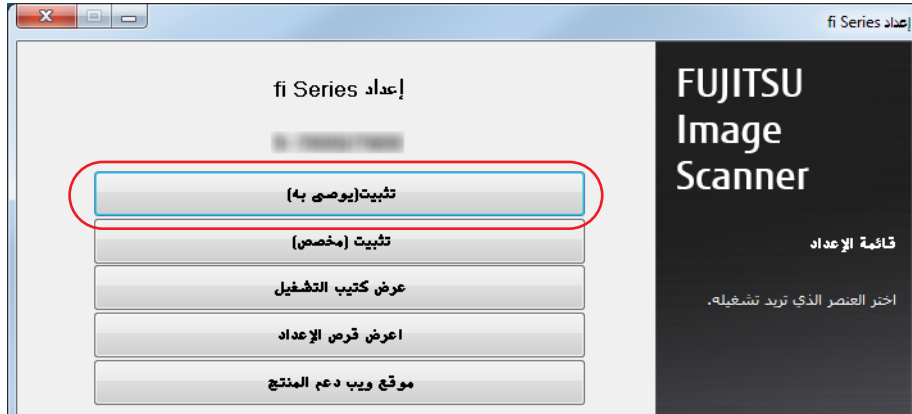 إعداد fi Series
FUJITSU
Image
Scanner
قائمة الإعداد
اختر العنصر الذي تريد تشغيله.
إعداد fi Series
تثبيت(يوصى به)
تثبيت (مخصص)
عرض كتيب التشغيل
اعرض قرص الإعداد
موقع ويب دعم المنتج